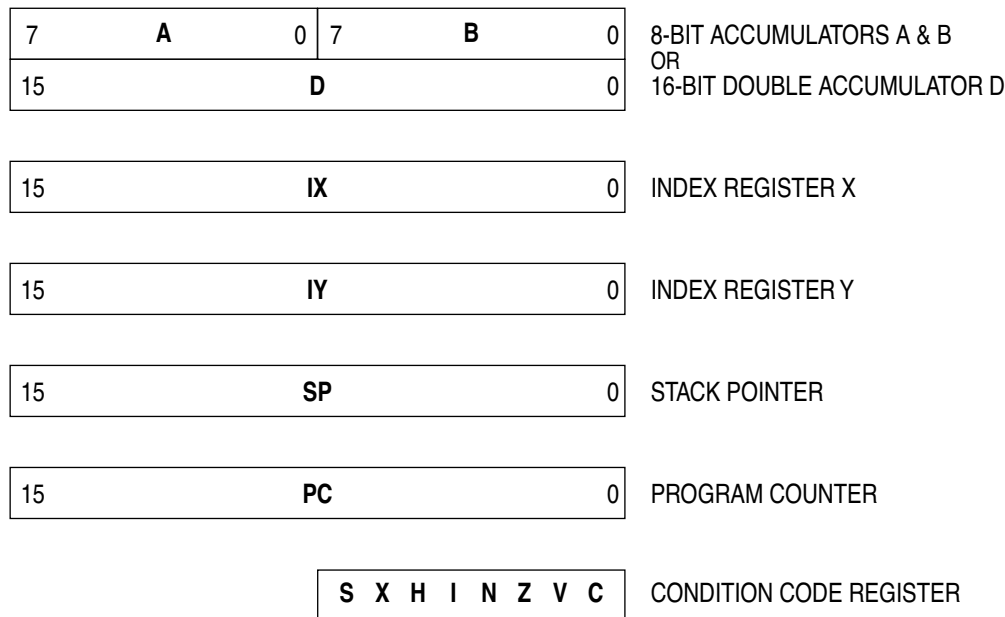 7 A 0 7 B 0 8-BIT ACCUMULATORS A & B
OR
15 D 0 16-BIT DOUBLE ACCUMULATOR D
15 IX 0 INDEX REGISTER X
15 IY 0 INDEX REGISTER Y
15 SP 0 STACK POINTER
15 PC 0 PROGRAM COUNTER
S X H I N Z V C CONDITION CODE REGISTER